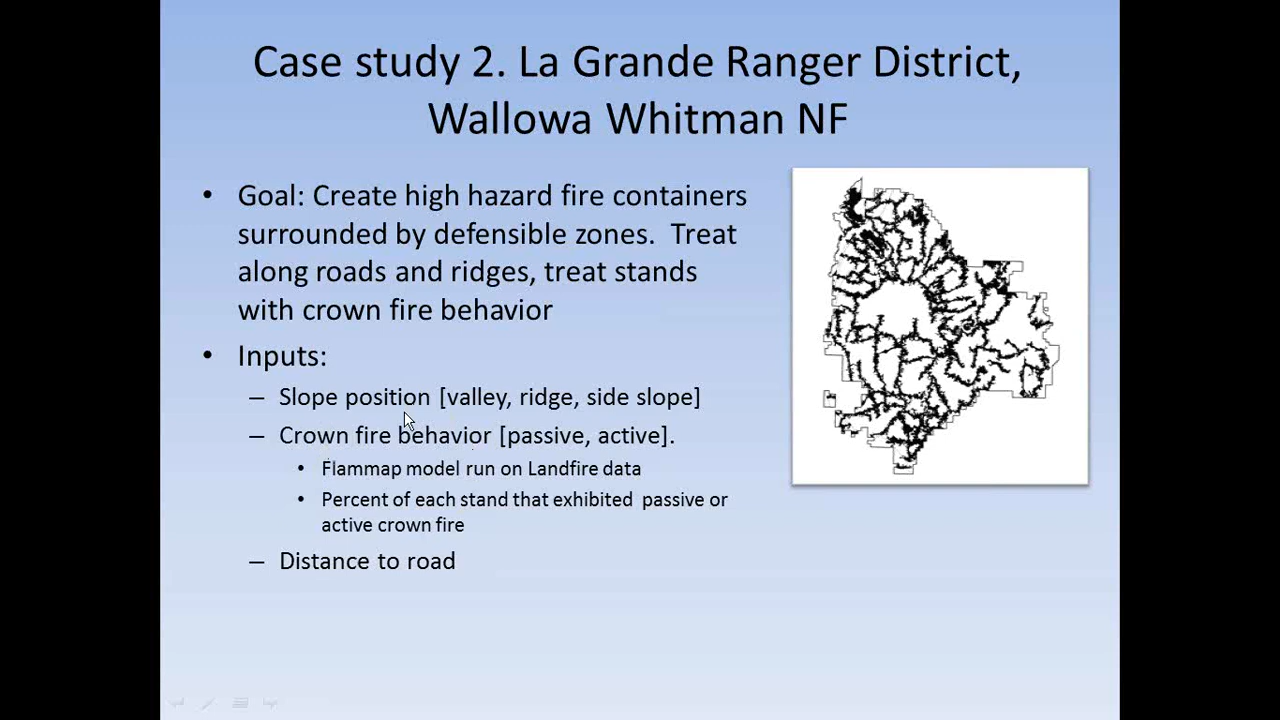 Case study 2. La Grande Ranger District,
Wallowa Whitman NF
• Goal: Create high hazard fire containers
surrounded by defensible zones.  Treat
along roads and ridges, treat stands
with crown fire behavior
• Inputs:
– Slope position [valley, ridge, side slope]
– Crown fire behavior [passive, active].
• Flammap model run on Landfire data
• Percent of each stand that exhibited  passive or
active crown fire
– Distance to road